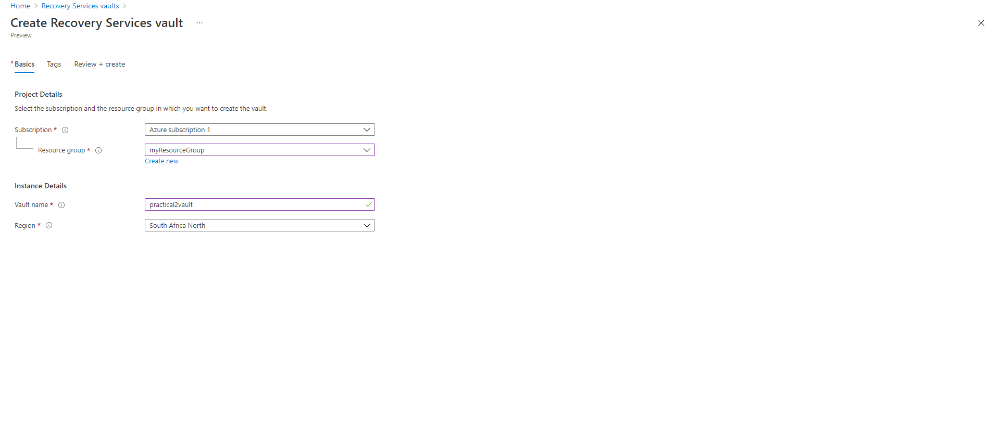 Home > Recovery Services vaults >
Create Recovery Services vault ...
Preview
* Basics Tags Review + create
Project Details
Select the subscription and the resource group in which you want to create the vault.
Subscription * Azure subscription 1
Resource group * myResourceGroup
Create new
Instance Details
Vault name * practical2vault
Region * South Africa North